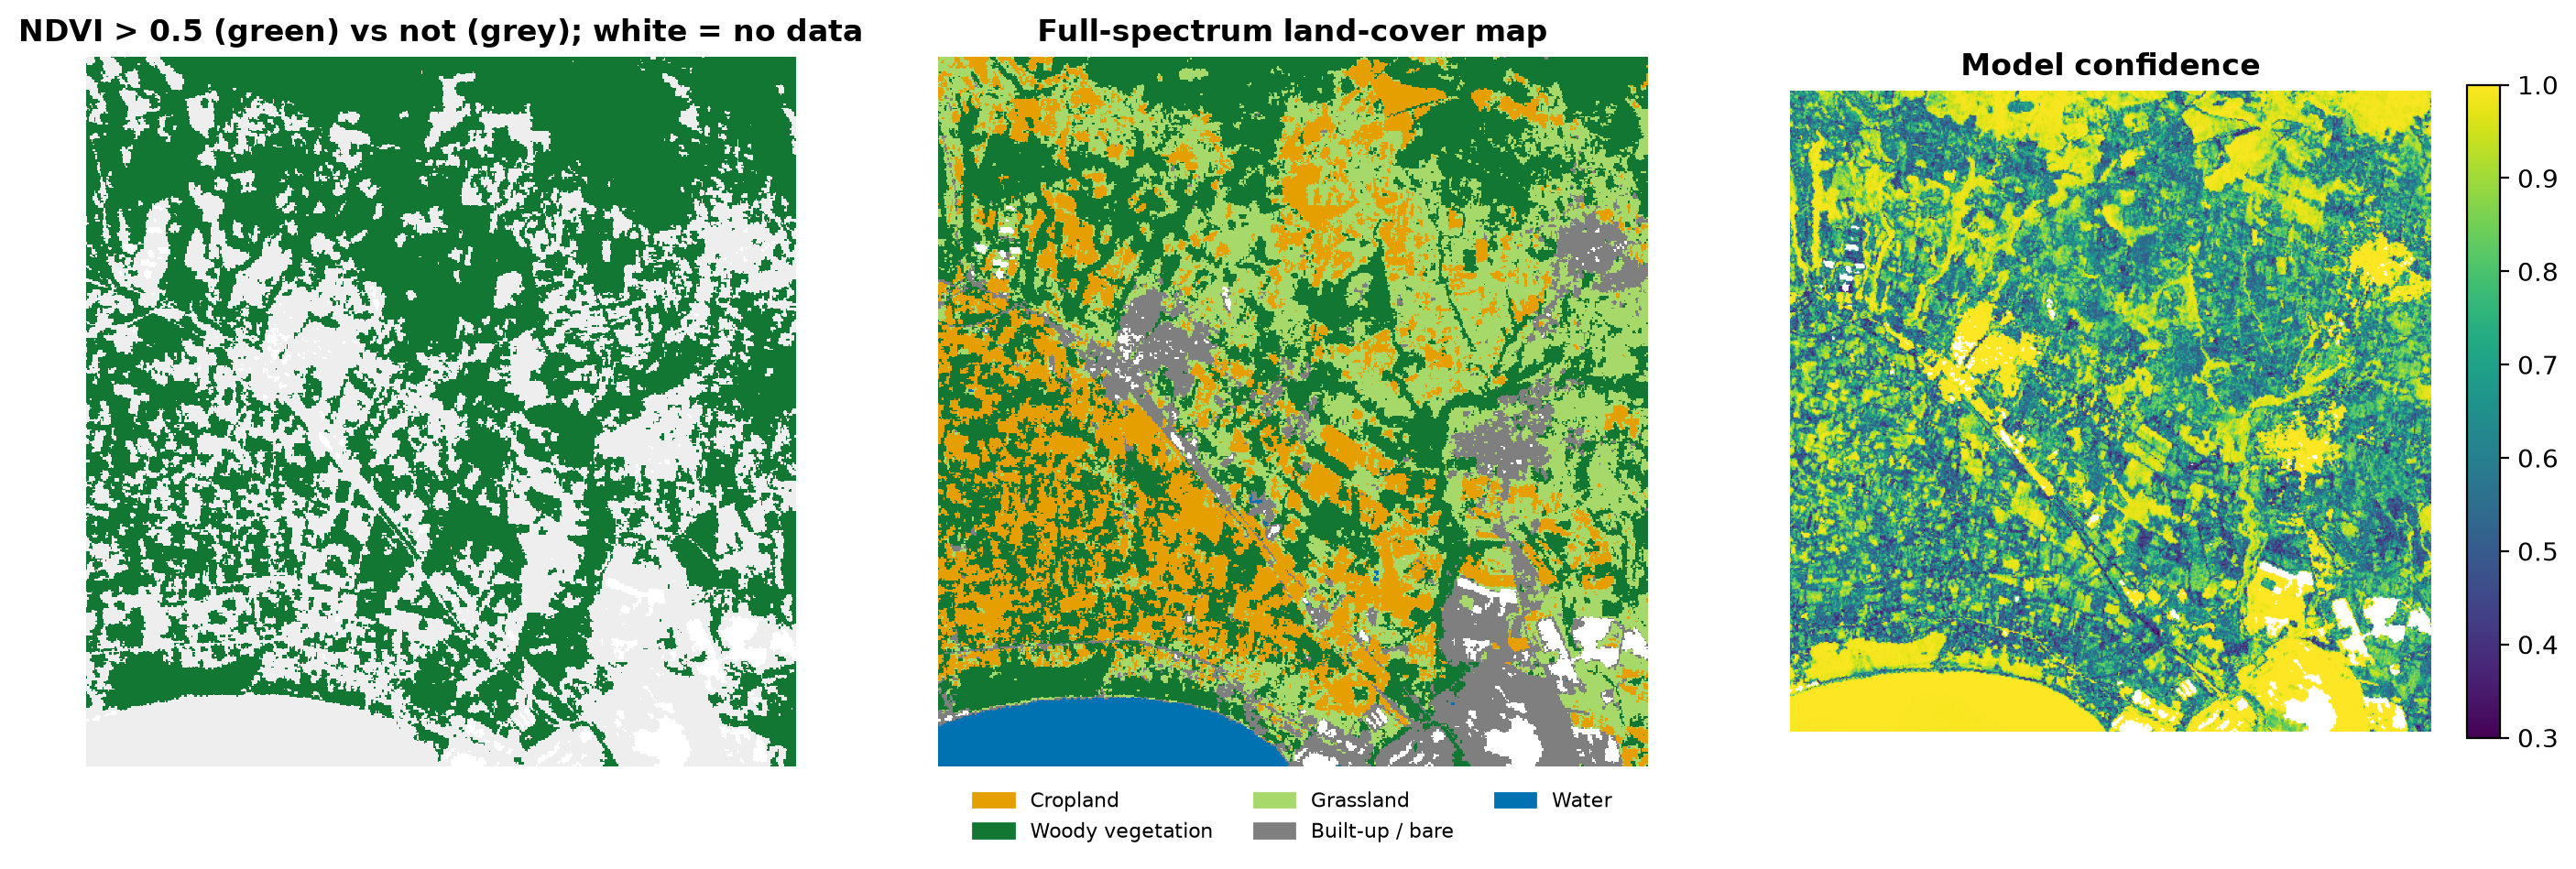 NDVI > 0.5 (green) vs not (grey); white = no data
Full-spectrum land-cover map
Model confidence
1.0
0.9
0.8
0.7
0.6
0.5
0.4
0.3
Cropland
Grassland
Water
Woody vegetation
Built-up / bare